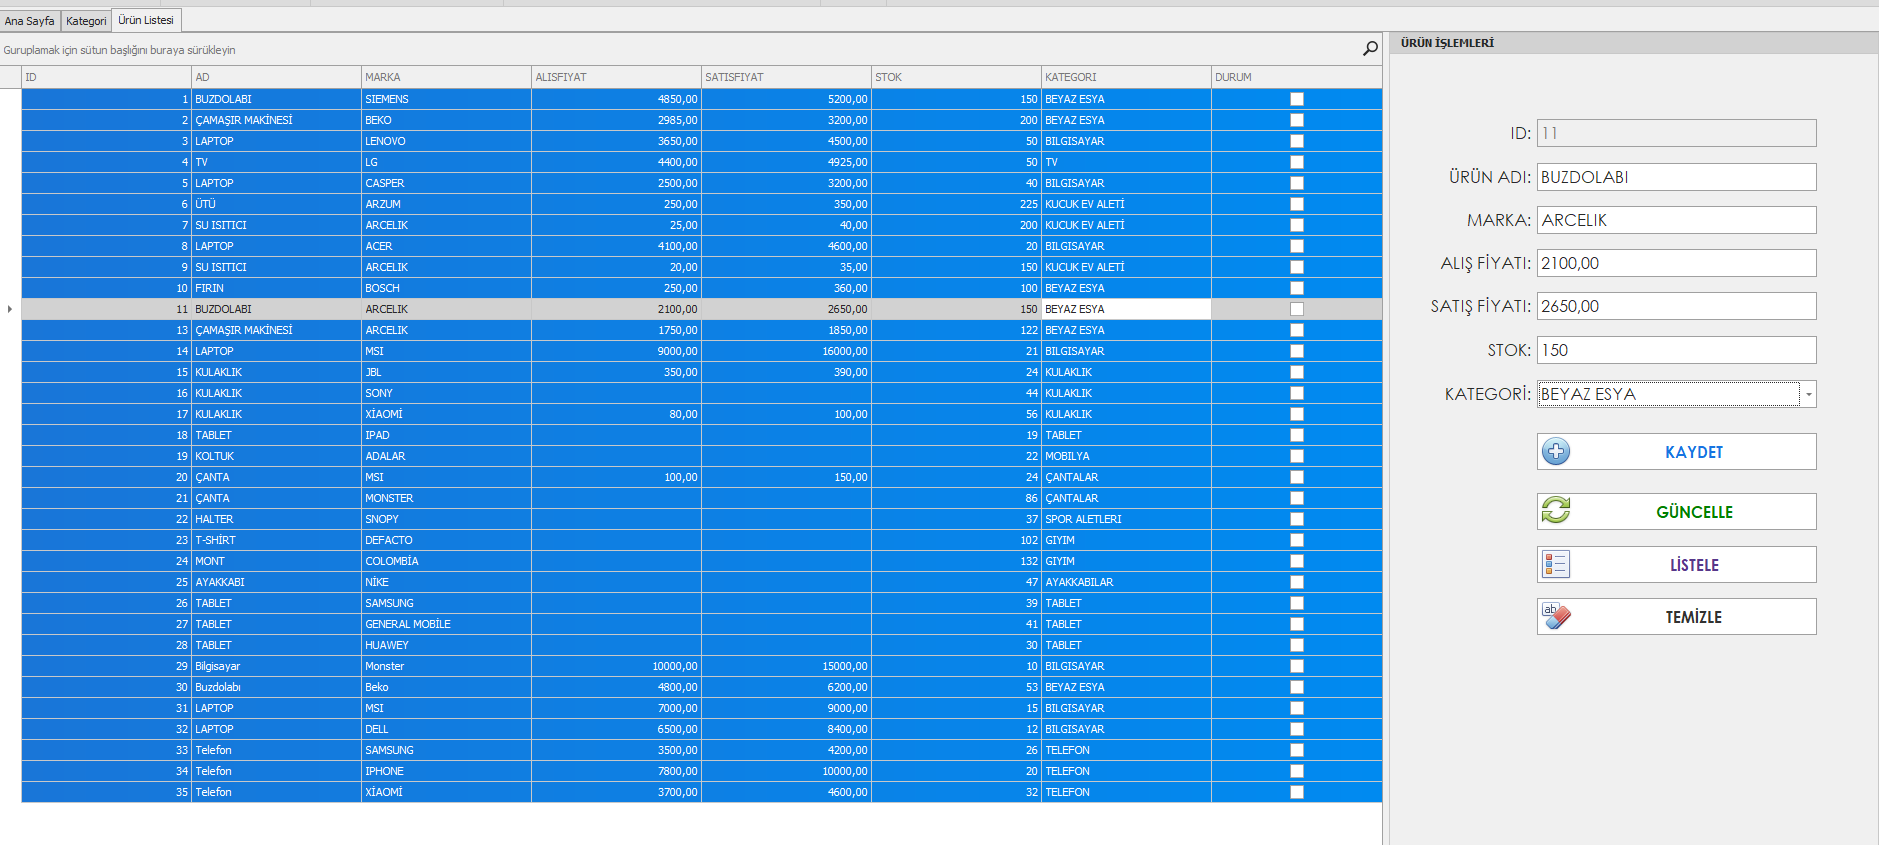 Ana Sayfa Kategori Ürün Listesi
Guruplamak için sütun başlığını buraya sürükleyin
ID AD MARKA ALISFIYAT SATISFIYAT STOK KATEGORI DURUM
1 BUZDOLABI SIEMENS 4850,00 5200,00 150 BEYAZ ESYA
2 ÇAMAŞIR MAKİNESİ BEKO 2985,00 3200,00 200 BEYAZ ESYA
3 LAPTOP LENOVO 3650,00 4500,00 50 BILGISAYAR
4 TV LG 4400,00 4925,00 50 TV
5 LAPTOP CASPER 2500,00 3200,00 40 BILGISAYAR
6 ÜTÜ ARZUM 250,00 350,00 225 KUCUK EV ALETİ
7 SU ISITICI ARCELIK 25,00 40,00 200 KUCUK EV ALETİ
8 LAPTOP ACER 4100,00 4600,00 20 BILGISAYAR
9 SU ISITICI ARCELIK 20,00 35,00 150 KUCUK EV ALETİ
10 FIRIN BOSCH 250,00 360,00 100 BEYAZ ESYA
11 BUZDOLABI ARCELIK 2100,00 2650,00 150 BEYAZ ESYA
13 ÇAMAŞIR MAKİNESİ ARCELIK 1750,00 1850,00 122 BEYAZ ESYA
14 LAPTOP MSI 9000,00 16000,00 21 BILGISAYAR
15 KULAKLIK JBL 350,00 390,00 24 KULAKLIK
16 KULAKLIK SONY 44 KULAKLIK
17 KULAKLIK XİAOMİ 80,00 100,00 56 KULAKLIK
18 TABLET IPAD 19 TABLET
19 KOLTUK ADALAR 22 MOBILYA
20 ÇANTA MSI 100,00 150,00 24 ÇANTALAR
21 ÇANTA MONSTER 86 ÇANTALAR
22 HALTER SNOPY 37 SPOR ALETLERI
23 T-SHİRT DEFACTO 102 GIYIM
24 MONT COLOMBİA 132 GIYIM
25 AYAKKABI NİKE 47 AYAKKABILAR
26 TABLET SAMSUNG 39 TABLET
27 TABLET GENERAL MOBİLE 41 TABLET
28 TABLET HUAWEY 30 TABLET
29 Bilgisayar Monster 10000,00 15000,00 10 BILGISAYAR
30 Buzdolabı Beko 4800,00 6200,00 53 BEYAZ ESYA
31 LAPTOP MSI 7000,00 9000,00 15 BILGISAYAR
32 LAPTOP DELL 6500,00 8400,00 12 BILGISAYAR
33 Telefon SAMSUNG 3500,00 4200,00 26 TELEFON
34 Telefon IPHONE 7800,00 10000,00 20 TELEFON
35 Telefon XİAOMİ 3700,00 4600,00 32 TELEFON
ÜRÜN İŞLEMLERİ
ID: 11
ÜRÜN ADI: BUZDOLABI
MARKA: ARCELIK
ALIŞ FİYATI: 2100,00
SATIŞ FİYATI: 2650,00
STOK: 150
KATEGORİ: BEYAZ ESYA
KAYDET
GÜNCELLE
LİSTELE
ab TEMİZLE